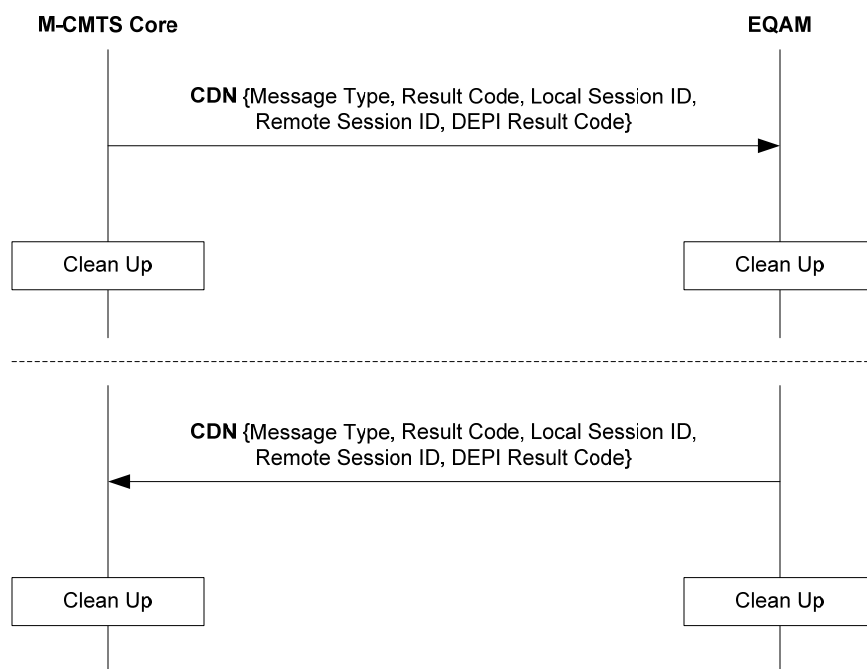 M-CMTS Core
EQAM
CDN {Message Type, Result Code, Local Session ID,
Remote Session ID, DEPI Result Code}
Clean Up
Clean Up
CDN {Message Type, Result Code, Local Session ID,
Remote Session ID, DEPI Result Code}
Clean Up
Clean Up